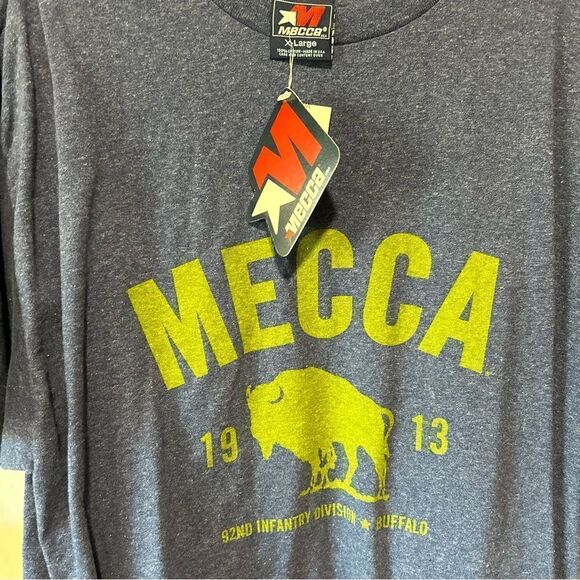 MECCA
X-Large
MECCA
MECCA
19 13
92ND INFANTRY DIVISION ★ BUFFALO